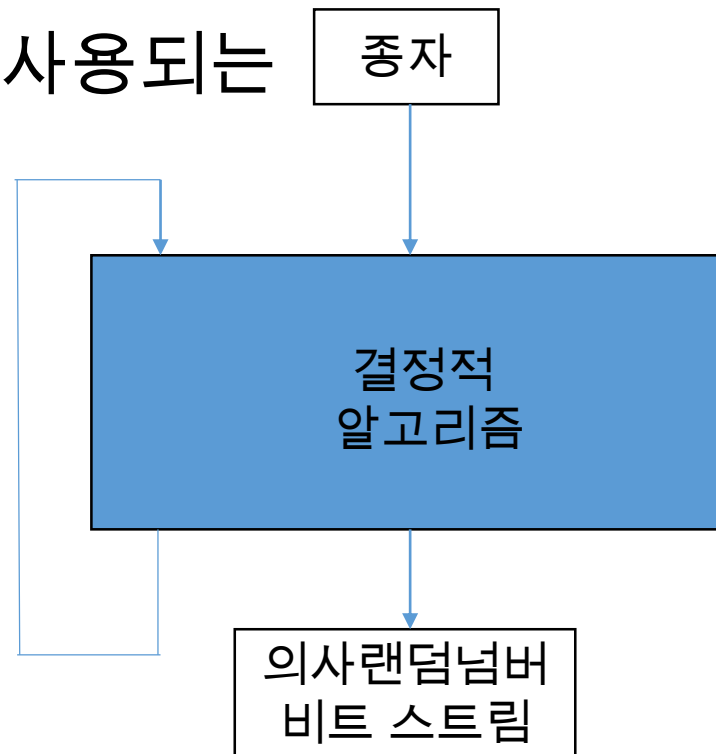 사용되는
종자
결정적
알고리즘
의사랜덤넘버
비트 스트림